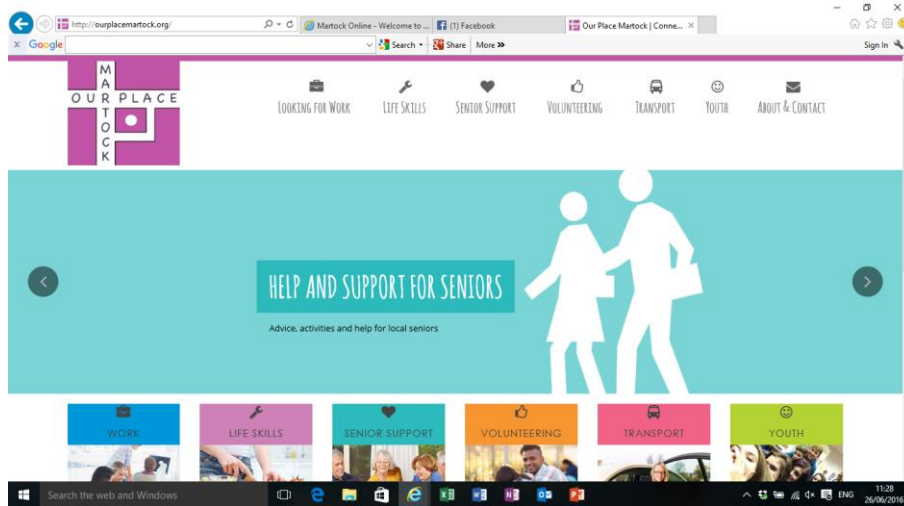 http://ourplacemartock.org/
Martock Online - Welcome to ...
(1) Facebook
Our Place Martock | Conne...
Google
Search
Share
More »
Sign In
MARTOCK
OUR PLACE
LOOKING FOR WORK
LIFE SKILLS
SENIOR SUPPORT
VOLUNTEERING
TRANSPORT
YOUTH
ABOUT & CONTACT
HELP AND SUPPORT FOR SENIORS
Advice, activities and help for local seniors
WORK
LIFE SKILLS
SENIOR SUPPORT
VOLUNTEERING
TRANSPORT
YOUTH
Search the web and Windows
ENG
11:28
26/06/2016